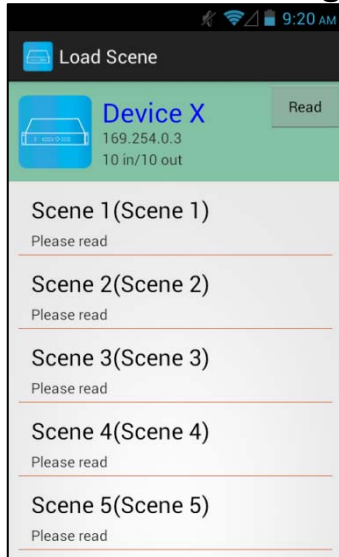 9:20 AM
Load Scene
Device X
Read
169.254.0.3
10 in/10 out
Scene 1(Scene 1)
Please read
Scene 2(Scene 2)
Please read
Scene 3(Scene 3)
Please read
Scene 4(Scene 4)
Please read
Scene 5(Scene 5)
Please read